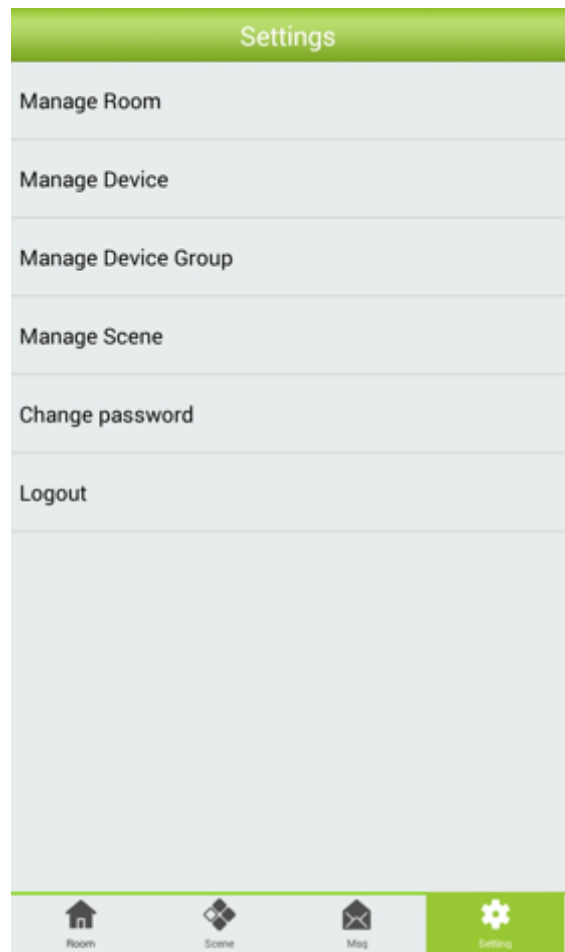 Settings
Manage Room
Manage Device
Manage Device Group
Manage Scene
Change password
Logout
Room
Scene
Msg
Setting